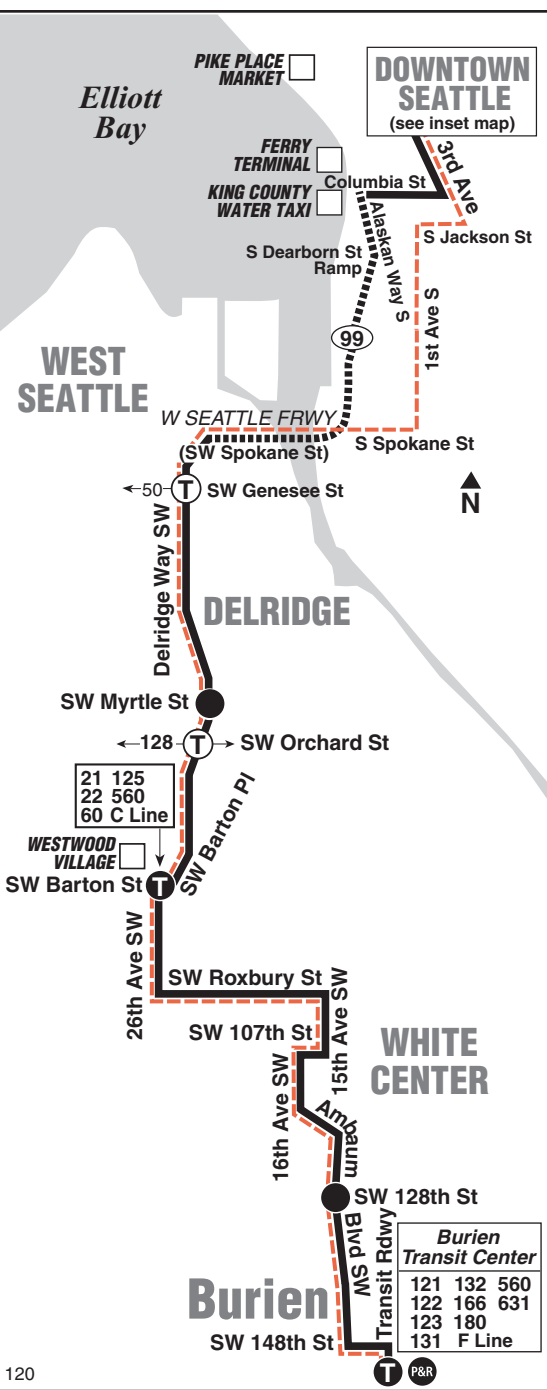 PIKE PLACE
MARKET
DOWNTOWN
SEATTLE
(see inset map)
Elliott
Bay
FERRY
TERMINAL
3rd Ave
Columbia St
KING COUNTY
WATER TAXI
Alaskan Way S
S Jackson St
S Dearborn St
Ramp
1st Ave S
99
WEST
SEATTLE
W SEATTLE FRWY
(SW Spokane St)
S Spokane St
50
T
SW Genesee St
N
Delridge Way SW
DELRIDGE
SW Myrtle St
128
T
SW Orchard St
21 125
22 560
60 C Line
SW Barton Pl
WESTWOOD
VILLAGE
SW Barton St
T
26th Ave SW
SW Roxbury St
15th Ave SW
SW 107th St
WHITE
CENTER
16th Ave SW
Ambaum
Blvd SW
SW 128th St
Transit Rdwy
Burien
Transit Center
121 132 560
122 166 631
123 180
131 F Line
Burien
SW 148th St
T
P&R
120